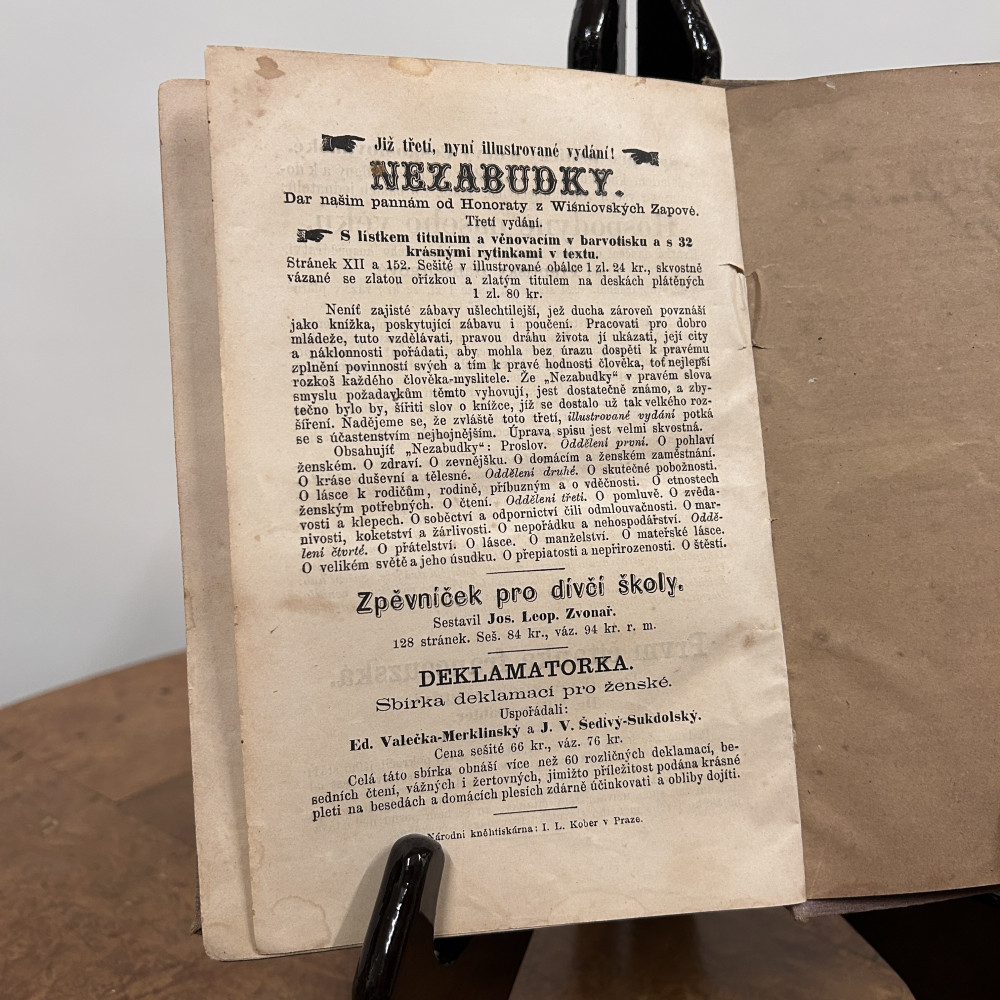 Již třetí, nyní illustrované vydání!
NEZABUDKY.
Dar našim pannám od Honoraty z Wiśniovských Zapové.
Třetí vydání.
S lístkem titulním a věnovacím v barvotisku a s 32
krásnými rytinkami v textu.
Stránek XII a 152. Sešité v illustrované obálce 1 zl. 24 kr., skvostně
vázané se zlatou ořízkou a zlatým titulem na deskách plátěných
1 zl. 80 kr.
Neníť zajisté zábavy ušlechtilejší, jež ducha zároveň povznáší
jako knížka, poskytující zábavu i poučení. Pracovati pro dobro
mládeže, tuto vzdělávati, pravou dráhu života jí ukázati, její city
a náklonnosti pořádati, aby mohla bez úrazu dospěti k pravému
zplnění povinností svých a tím k pravé hodnosti člověka, toť nejlepší
rozkoš každého člověka-myslitele. Že „Nezabudky“ v pravém slova
smyslu požadavkům těmto vyhovují, jest dostatečně známo, a zby-
tečno bylo by, šířiti slov o knížce, jíž se dostalo už tak velkého roz-
šíření. Nadějeme se, že zvláště toto třetí, illustrované vydání potká
se s účastenstvím nejhojnějším. Úprava spisu jest velmi skvostná.
Obsahujíť „Nezabudky“: Proslov. Oddělení první. O pohlaví
ženském. O zdraví. O zevnějšku. O domácím a ženském zaměstnání.
O kráse duševní a tělesné. Oddělení druhé. O skutečné pobožnosti.
O lásce k rodičům, rodině, příbuzným a o vděčnosti. O ctnostech
ženským potřebných. O čtení. Oddělení třetí. O pomluvě. O zvěda-
vosti a klepech. O soběctví a odpornictví čili odmlouvačnosti. O mar-
nivosti, koketství a žárlivosti. O nepořádku a nehospodářství. Oddě-
lení čtvrté. O přátelství. O lásce. O manželství. O mateřské lásce.
O velikém světě a jeho úsudku. O přepiatosti a nepřirozenosti. O štěstí.
Zpěvníček pro dívčí školy.
Sestavil Jos. Leop. Zvonař.
128 stránek. Seš. 84 kr., váz. 94 kr. r. m.
DEKLAMATORKA.
Sbírka deklamací pro ženské.
Uspořádali:
Ed. Valečka-Merklinský a J. V. Šedivý-Sukdolský.
Cena sešité 66 kr., váz. 76 kr.
Celá táto sbírka obnáší více než 60 rozličných deklamací, be-
sedních čtení, vážných i žertovných, jimižto příležitost podána krásné
pleti na besedách a domácích plesích zdárně účinkovati a obliby dojíti.
Národní kněhtiskárna: I. L. Kober v Praze.